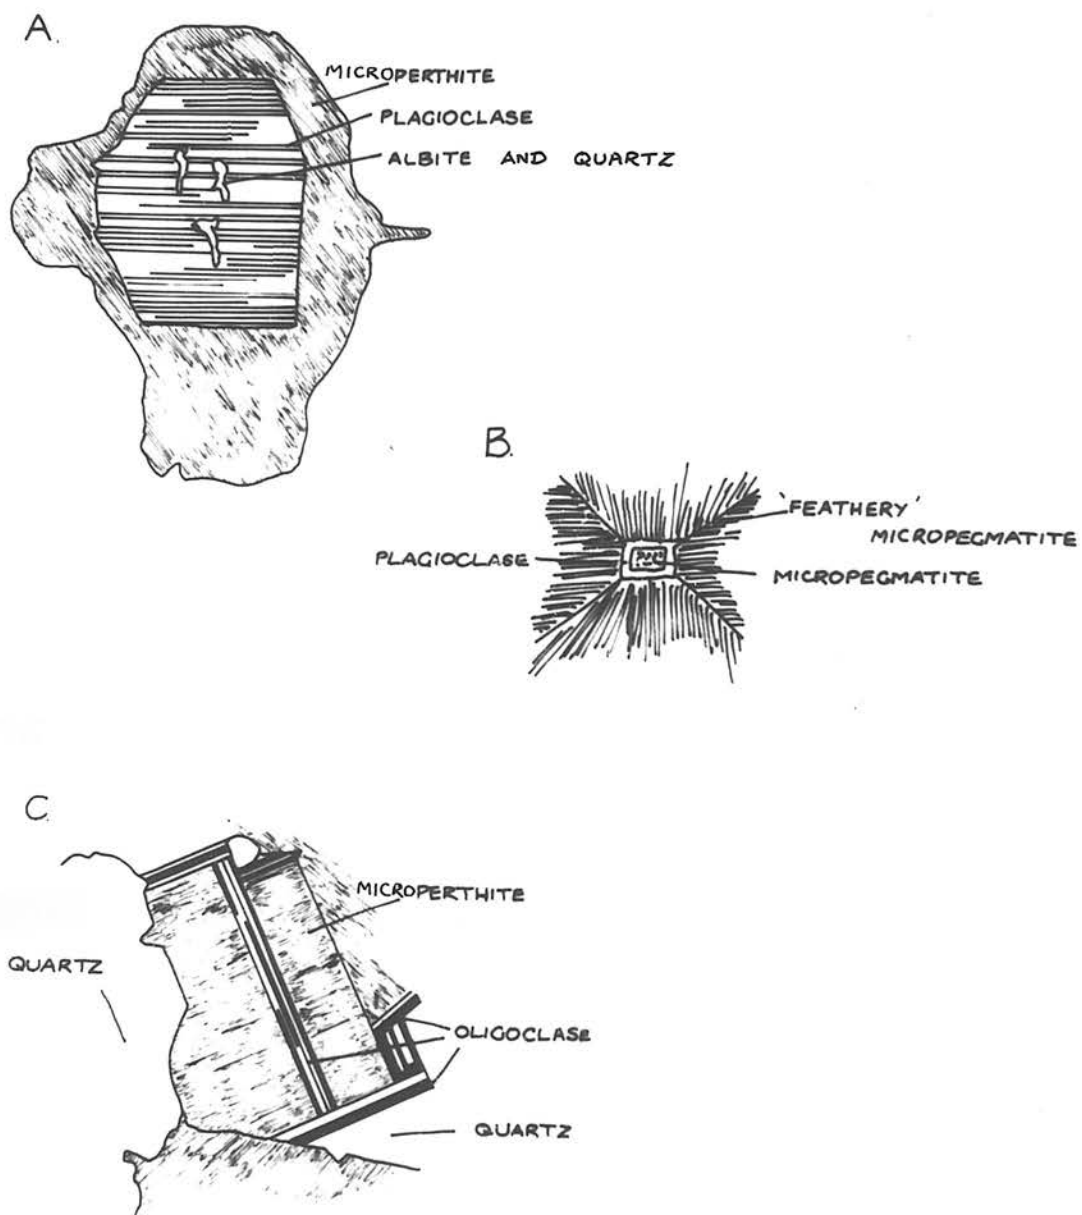 A.
MICROPERTHITE
PLAGIOCLASE
ALBITE AND QUARTZ
B.
'FEATHERY'
MICROPEGMATITE
PLAGIOCLASE
MICROPEGMATITE
C.
MICROPERTHITE
QUARTZ
OLIGOCLASE
QUARTZ